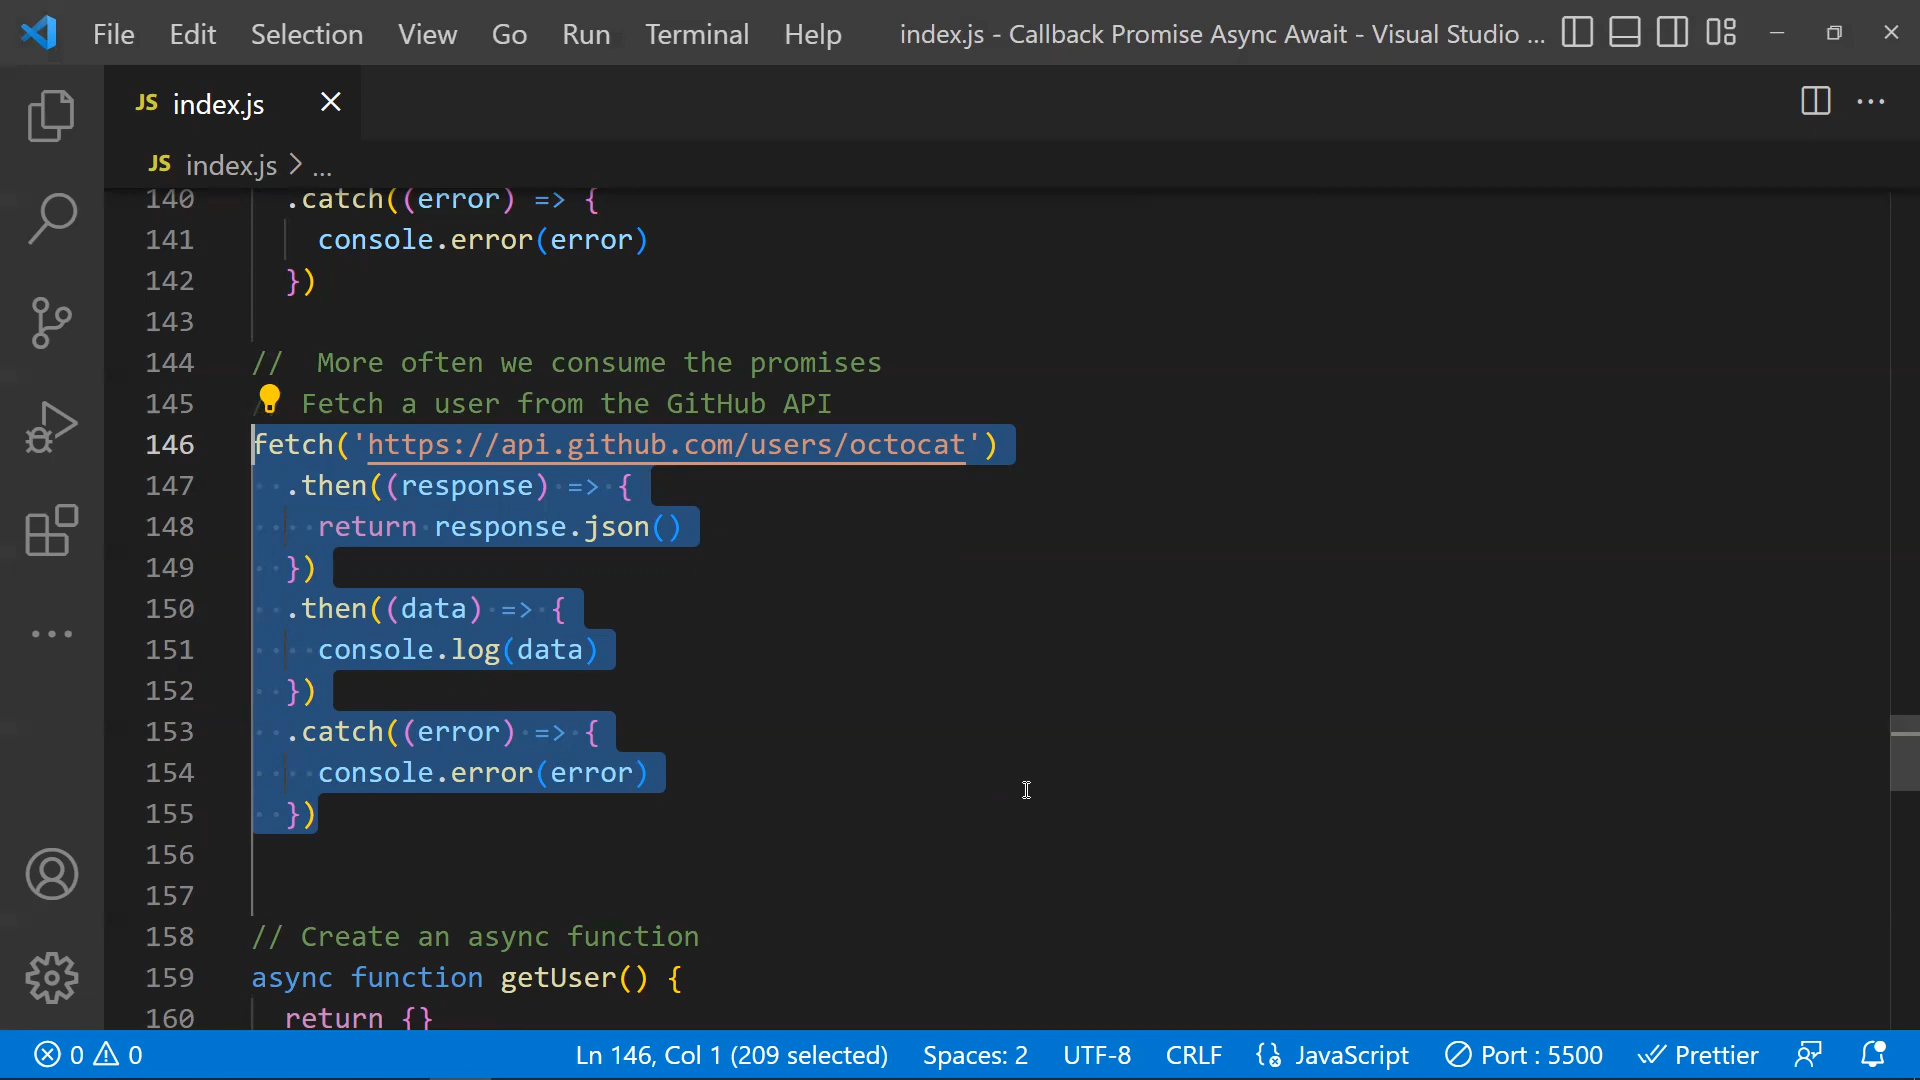 File Edit Selection View Go Run Terminal Help index.js - Callback Promise Async Await - Visual Studio ...
JS index.js
JS index.js > ...
140 .catch((error) => {
141 console.error(error)
142 })
143
144 //  More often we consume the promises
145 Fetch a user from the GitHub API
146 fetch('https://api.github.com/users/octocat')
147 .then((response) => {
148 return response.json()
149 })
150 .then((data) => {
151 console.log(data)
152 })
153 .catch((error) => {
154 console.error(error)
155 })
156
157
158 // Create an async function
159 async function getUser() {
160 return {}
0 0 Ln 146, Col 1 (209 selected) Spaces: 2 UTF-8 CRLF JavaScript Port : 5500 Prettier